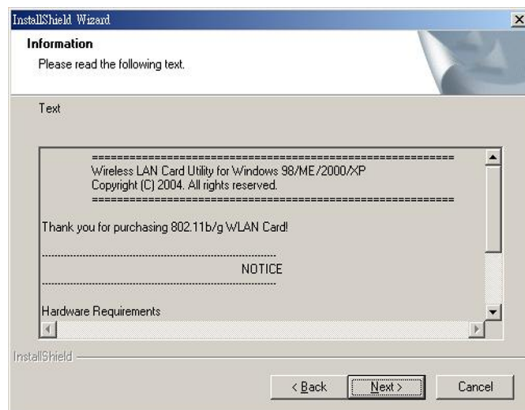 InstallShield Wizard
Information
Please read the following text.
Text
==========================================================
Wireless LAN Card Utility for Windows 98/ME/2000/XP
Copyright (C) 2004. All rights reserved.
==========================================================
Thank you for purchasing 802.11b/g WLAN Card!
------------------------------------------------------------------------
NOTICE
------------------------------------------------------------------------
Hardware Requirements
InstallShield
< Back
Next >
Cancel